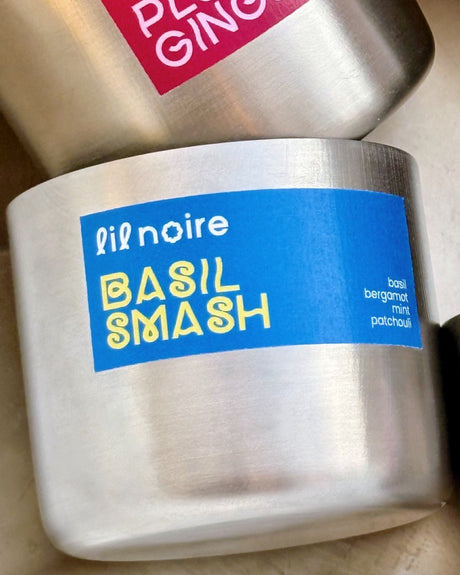 lil noire
BASIL
SMASH
basil
bergamot
mint
patchouli